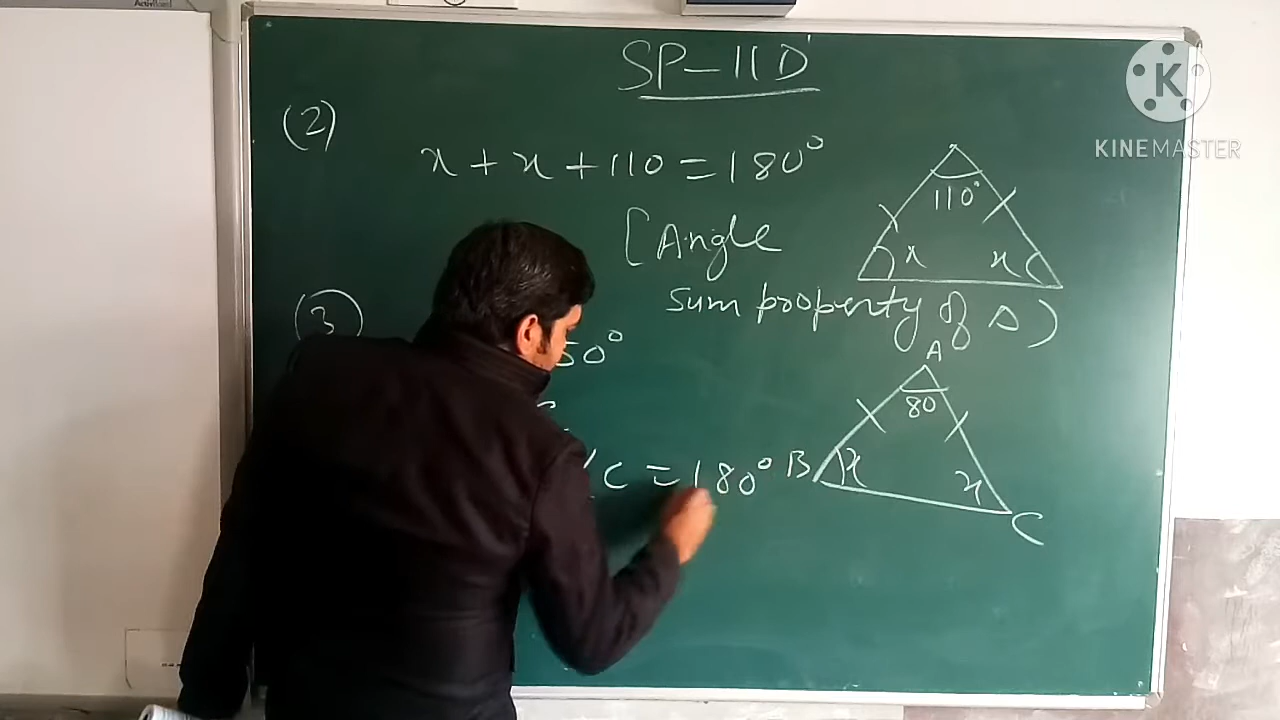 SP-11D
(2)
x + x + 110 = 180°
[Angle
sum property of Δ)
110°
x x
(3)
50°
C = 180°
A
80
B x x
C
K
KINEMASTER